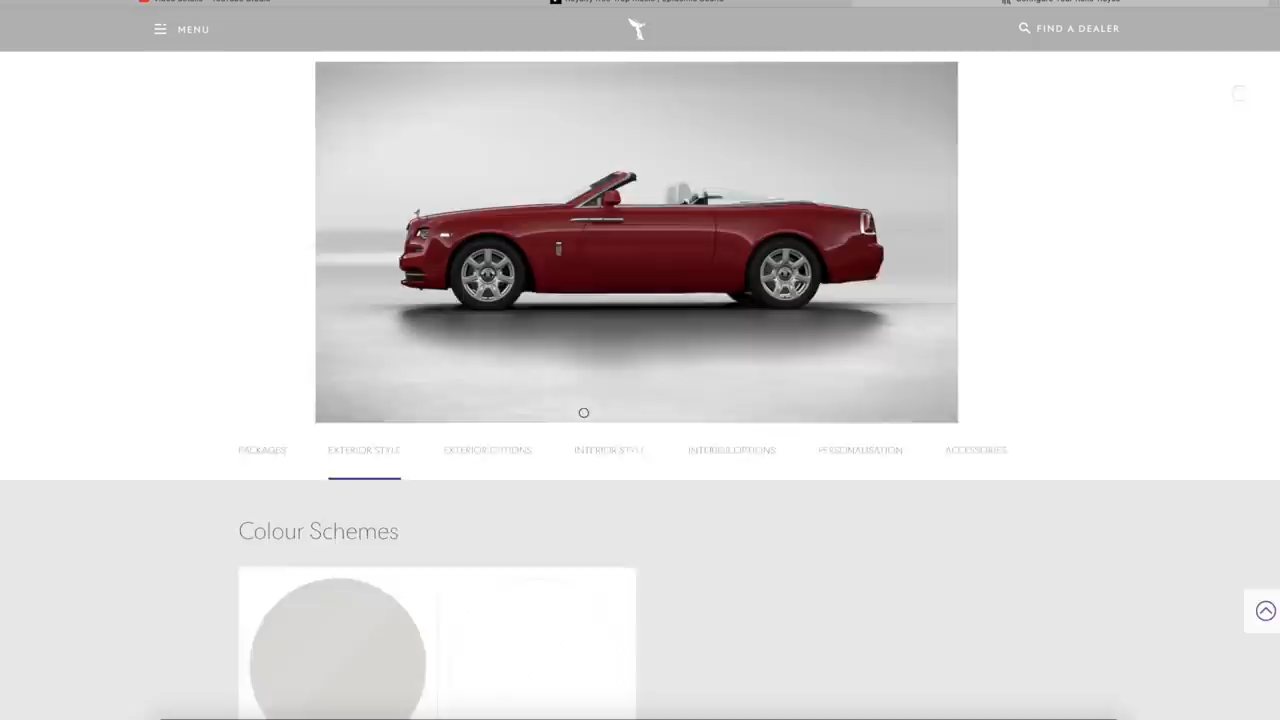 MENU
FIND A DEALER
PACKAGES
EXTERIOR STYLE
EXTERIOR OPTIONS
INTERIOR STYLE
INTERIOR OPTIONS
PERSONALISATION
ACCESSORIES
Colour Schemes